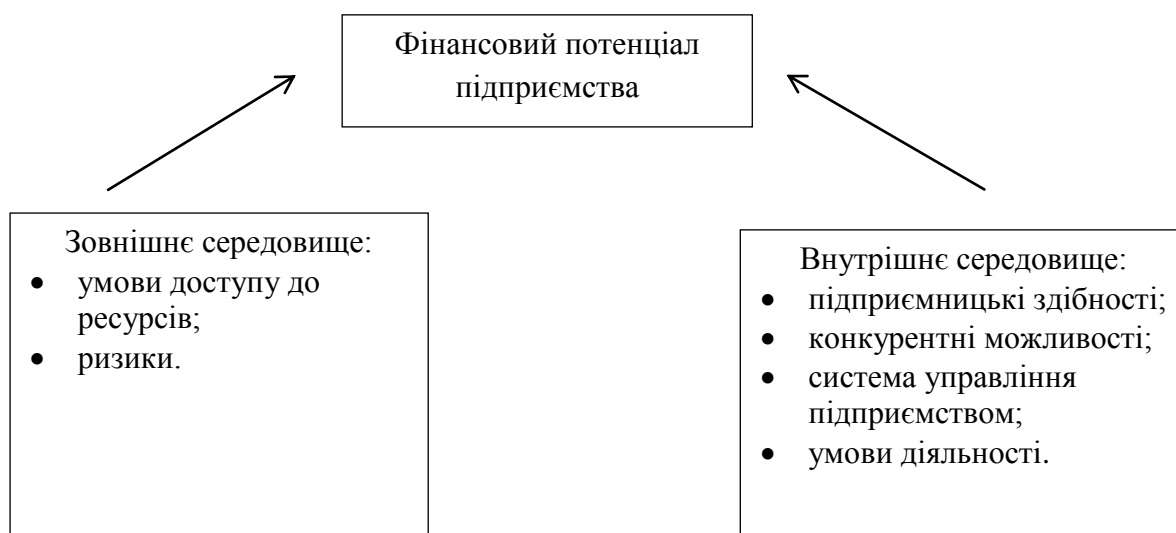 Фінансовий потенціал
підприємства
Зовнішнє середовище:
• умови доступу до
ресурсів;
• ризики.
Внутрішнє середовище:
• підприємницькі здібності;
• конкурентні можливості;
• система управління
підприємством;
• умови діяльності.